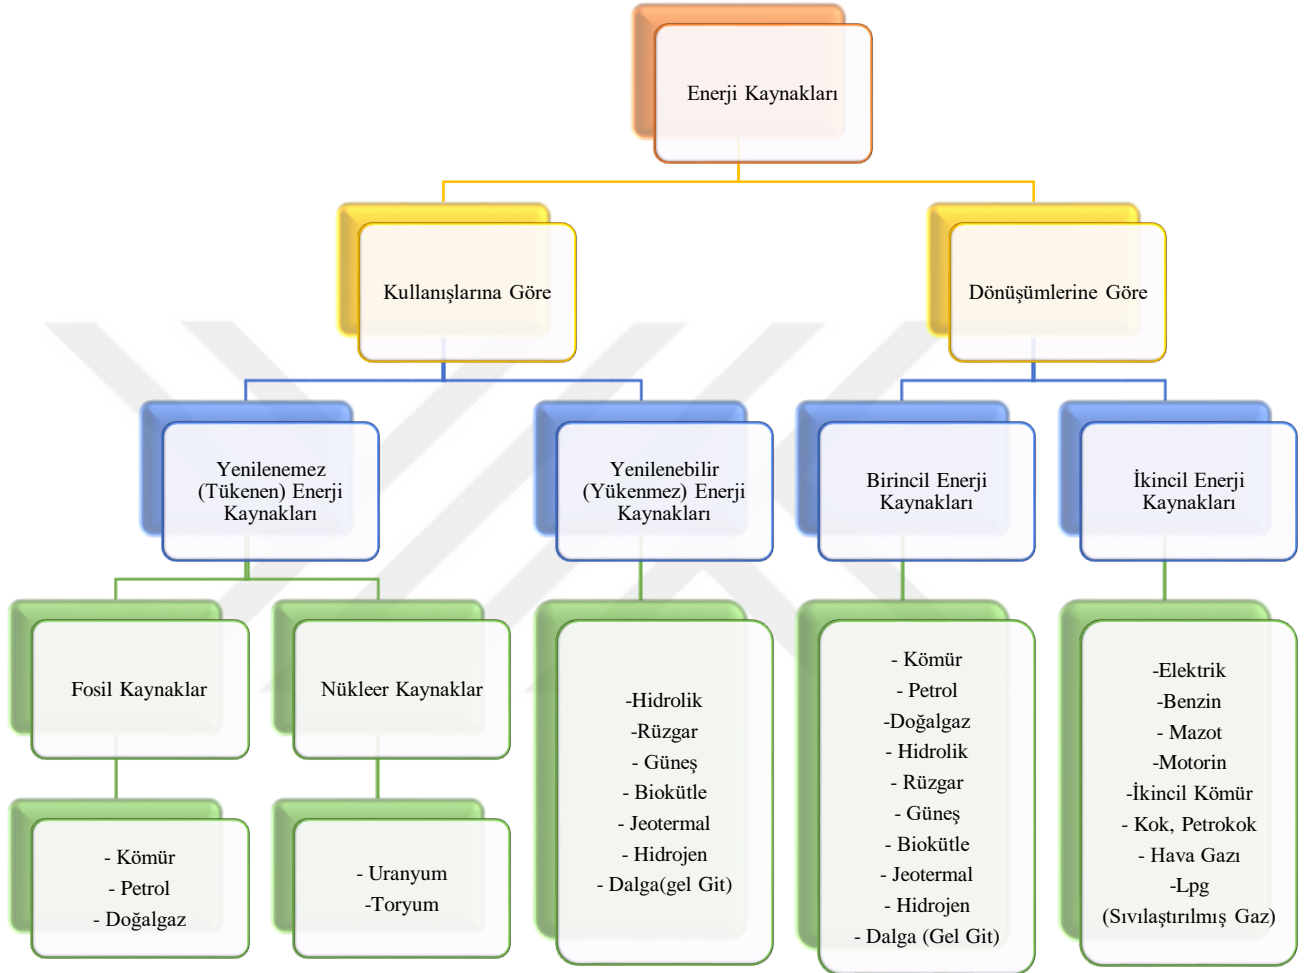 Enerji Kaynakları
Kullanışlarına Göre
Dönüşümlerine Göre
Yenilenemez
(Tükenen) Enerji
Kaynakları
Yenilenebilir
(Yükenmez) Enerji
Kaynakları
Birincil Enerji
Kaynakları
İkincil Enerji
Kaynakları
Fosil Kaynaklar
Nükleer Kaynaklar
- Kömür
- Petrol
- Doğalgaz
- Uranyum
-Toryum
-Hidrolik
-Rüzgar
- Güneş
- Biokütle
- Jeotermal
- Hidrojen
- Dalga(gel Git)
- Kömür
- Petrol
-Doğalgaz
- Hidrolik
- Rüzgar
- Güneş
- Biokütle
- Jeotermal
- Hidrojen
- Dalga (Gel Git)
-Elektrik
-Benzin
- Mazot
-Motorin
-İkincil Kömür
- Kok, Petrokok
- Hava Gazı
-Lpg
(Sıvılaştırılmış Gaz)